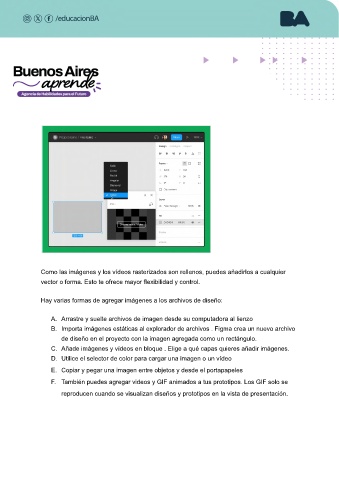 /educacionBA
BA
Buenos Aires
aprende
Agencia de Habilidades para el Futuro
Como las imágenes y los videos rasterizados son rellenos, puedes añadirlos a cualquier
vector o forma. Esto te ofrece mayor flexibilidad y control.
Hay varias formas de agregar imágenes a los archivos de diseño:
A. Arrastre y suelte archivos de imagen desde su computadora al lienzo
B. Importa imágenes estáticas al explorador de archivos . Figma crea un nuevo archivo
de diseño en el proyecto con la imagen agregada como un rectángulo.
C. Añade imágenes y videos en bloque . Elige a qué capas quieres añadir imágenes.
D. Utilice el selector de color para cargar una imagen o un video
E. Copiar y pegar una imagen entre objetos y desde el portapapeles
F. También puedes agregar videos y GIF animados a tus prototipos. Los GIF solo se
reproducen cuando se visualizan diseños y prototipos en la vista de presentación.